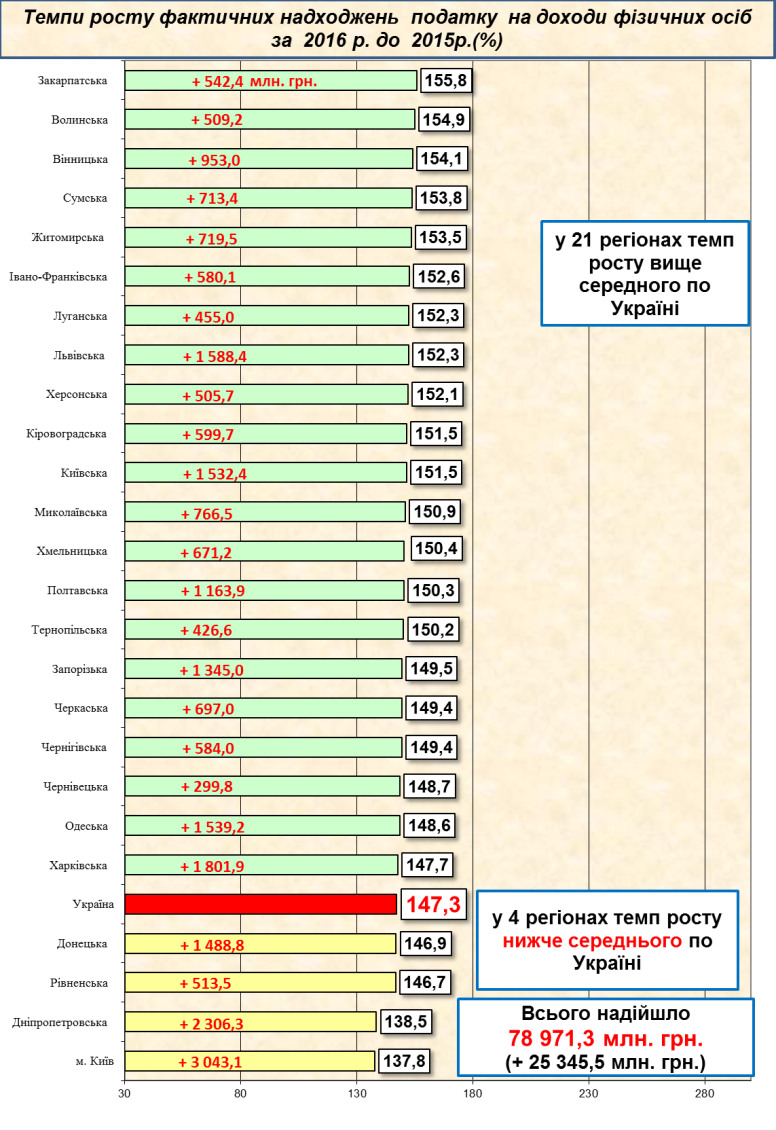 Темпи росту фактичних надходжень податку на доходи фізичних осіб
за 2016 р. до 2015р.(%)
Закарпатська + 542,4 млн. грн. 155,8
Волинська + 509,2 154,9
Вінницька + 953,0 154,1
Сумська + 713,4 153,8
Житомирська + 719,5 153,5
Івано-Франківська + 580,1 152,6
Луганська + 455,0 152,3
Львівська + 1 588,4 152,3
Херсонська + 505,7 152,1
Кіровоградська + 599,7 151,5
Київська + 1 532,4 151,5
Миколаївська + 766,5 150,9
Хмельницька + 671,2 150,4
Полтавська + 1 163,9 150,3
Тернопільська + 426,6 150,2
Запорізька + 1 345,0 149,5
Черкаська + 697,0 149,4
Чернігівська + 584,0 149,4
Чернівецька + 299,8 148,7
Одеська + 1 539,2 148,6
Харківська + 1 801,9 147,7
Україна 147,3
Донецька + 1 488,8 146,9
Рівненська + 513,5 146,7
Дніпропетровська + 2 306,3 138,5
м. Київ + 3 043,1 137,8
30 80 130 180 230 280
у 21 регіонах темп
росту вище
середного по
Україні
у 4 регіонах темп росту
нижче середнього по
Україні
Всього надійшло
78 971,3 млн. грн.
(+ 25 345,5 млн. грн.)